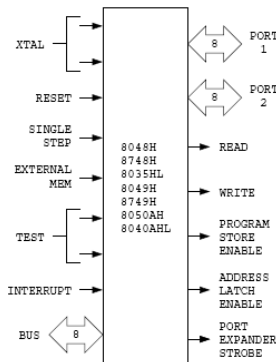 XTAL
RESET
SINGLE
STEP
EXTERNAL
MEM
TEST
INTERRUPT
BUS
8
8048H
8748H
8035HL
8049H
8749H
8050AH
8040AHL
8
PORT
1
8
PORT
2
READ
WRITE
PROGRAM
STORE
ENABLE
ADDRESS
LATCH
ENABLE
PORT
EXPANDER
STROBE